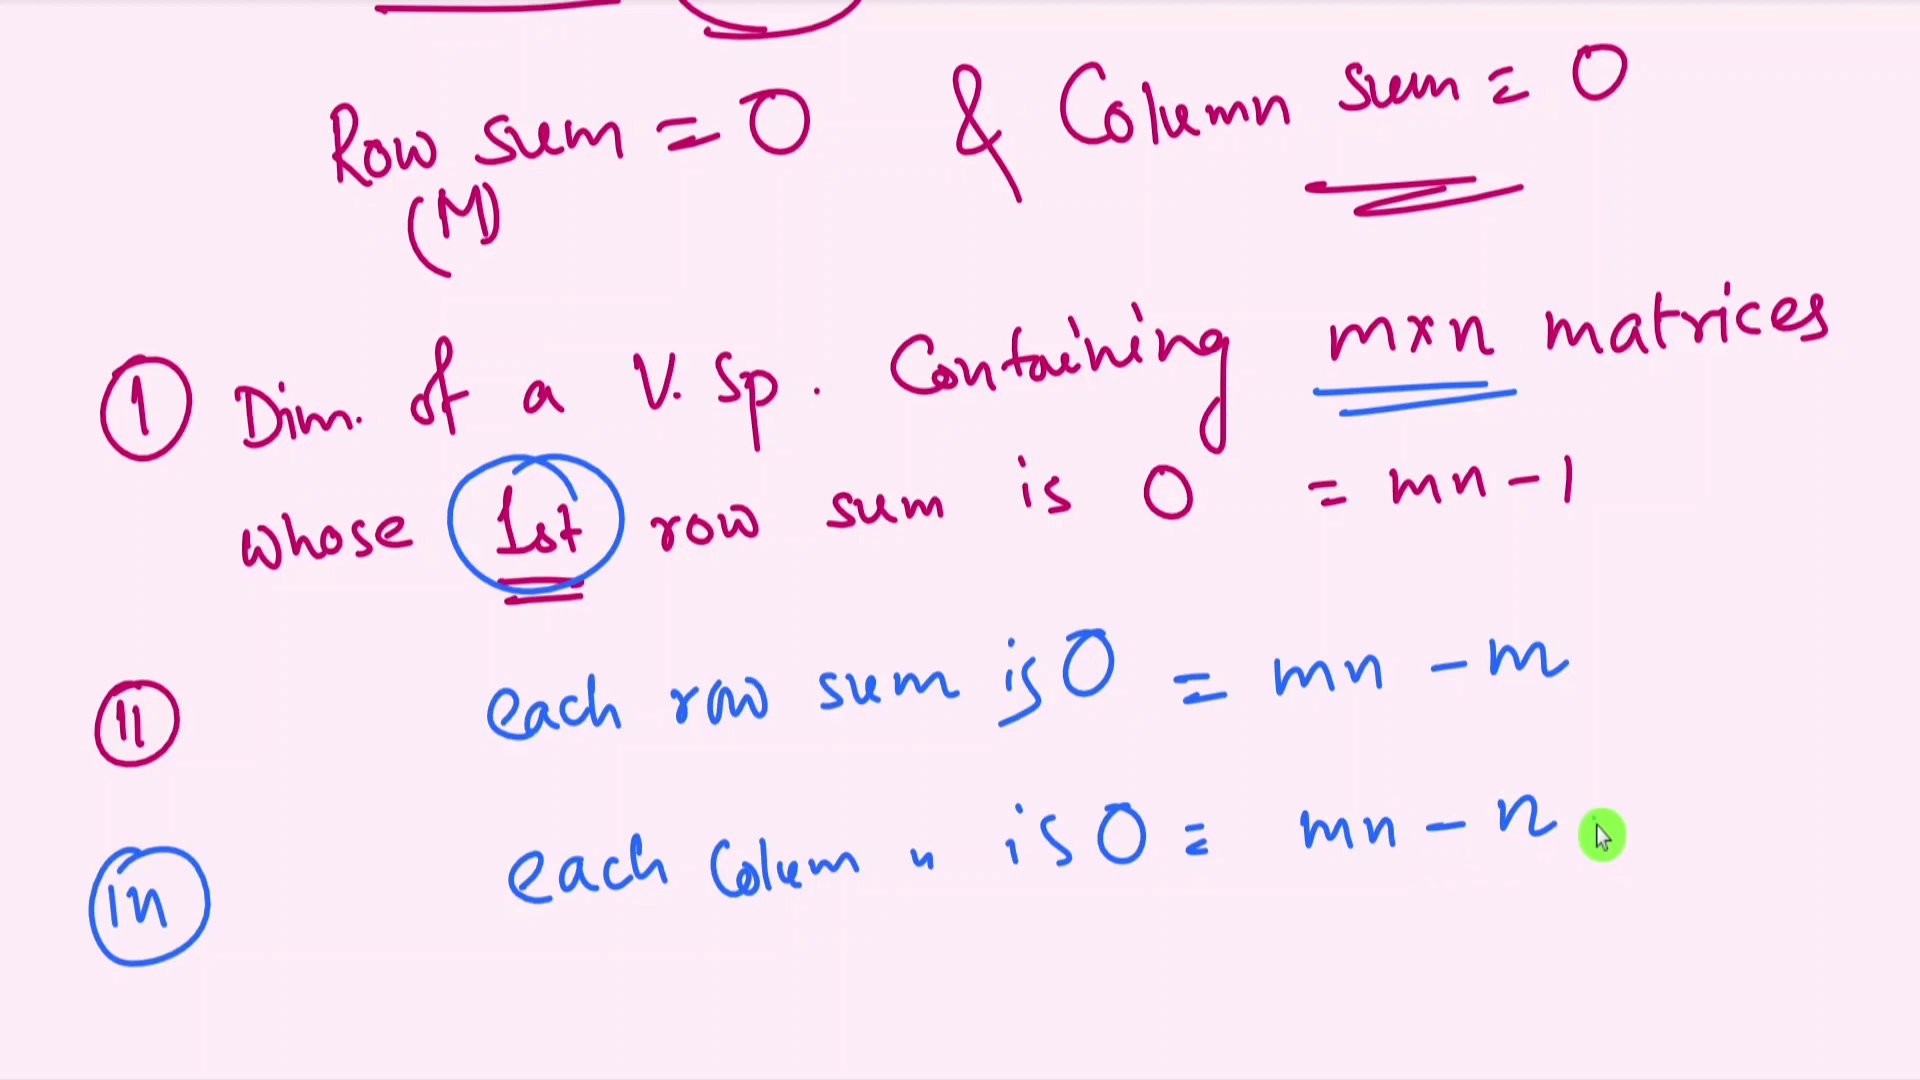 Row sum = 0 & Column sum = 0
(M)
(1) Dim. of a V. Sp. Containing m×n matrices
whose 1st row sum is 0 = mn - 1
(11) each row sum is 0 = mn - m
(in) each Colum n is 0 = mn - n